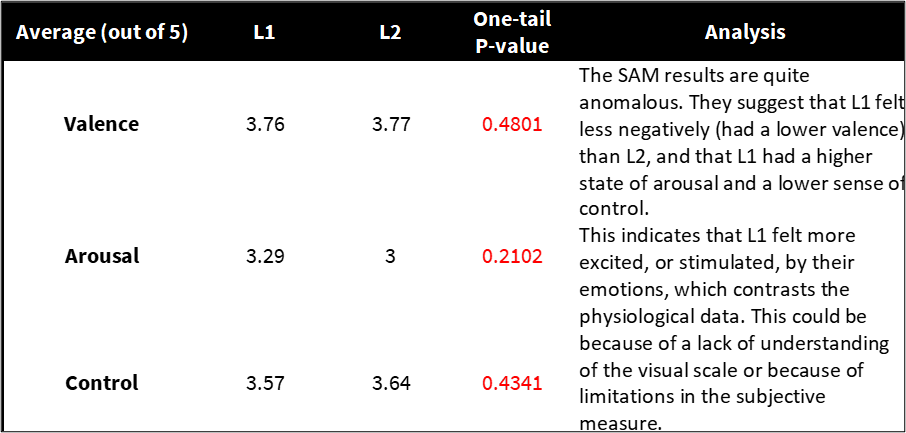 Average (out of 5) L1 L2 One-tail P-value Analysis
Valence 3.76 3.77 0.4801
The SAM results are quite
anomalous. They suggest that L1 felt
less negatively (had a lower valence)
than L2, and that L1 had a higher
state of arousal and a lower sense of
control.
Arousal 3.29 3 0.2102
This indicates that L1 felt more
excited, or stimulated, by their
emotions, which contrasts the
physiological data. This could be
because of a lack of understanding
of the visual scale or because of
limitations in the subjective
measure.
Control 3.57 3.64 0.4341